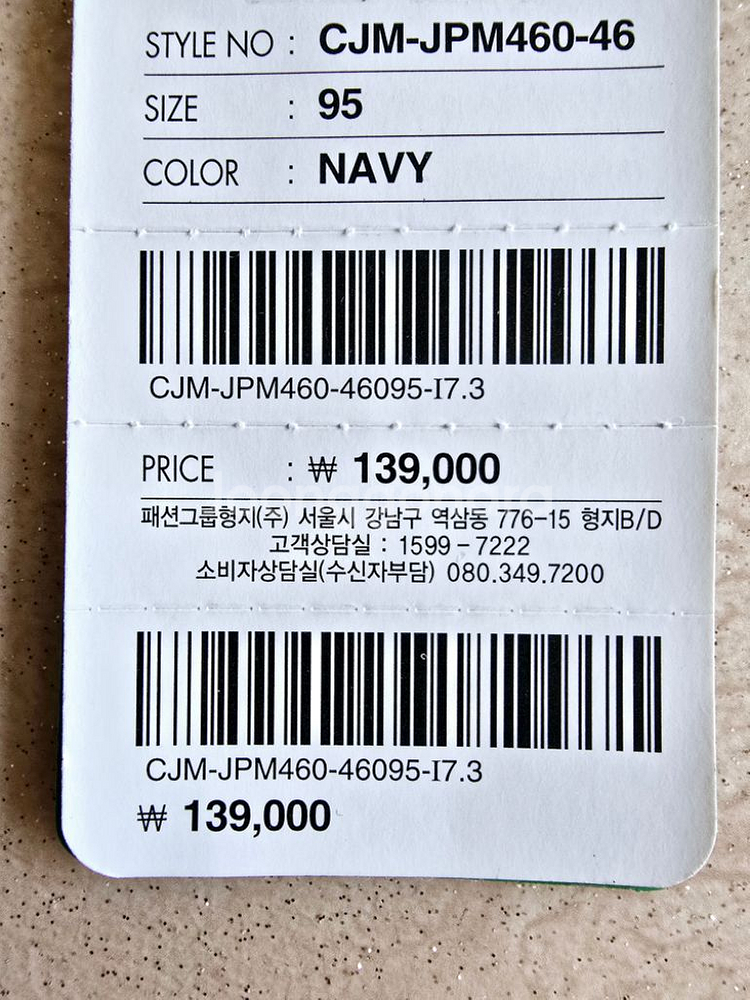 STYLE NO : CJM-JPM460-46
SIZE : 95
COLOR : NAVY
CJM-JPM460-46095-I7.3
PRICE : ₩ 139,000
패션그룹형지(주) 서울시 강남구 역삼동 776-15 형지B/D
고객상담실 : 1599-7222
소비자상담실(수신자부담) 080.349.7200
CJM-JPM460-46095-I7.3
₩ 139,000